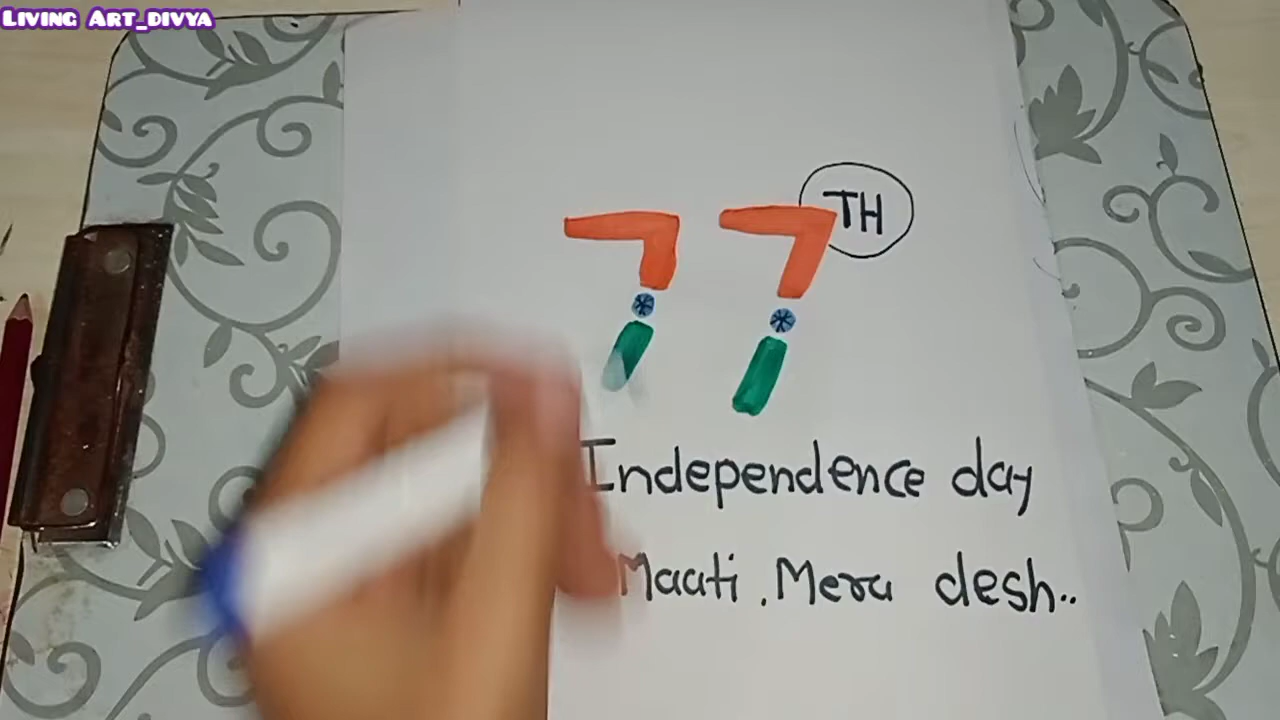 Living Art_divya
77 TH
Independence day
Maati . Mera desh..